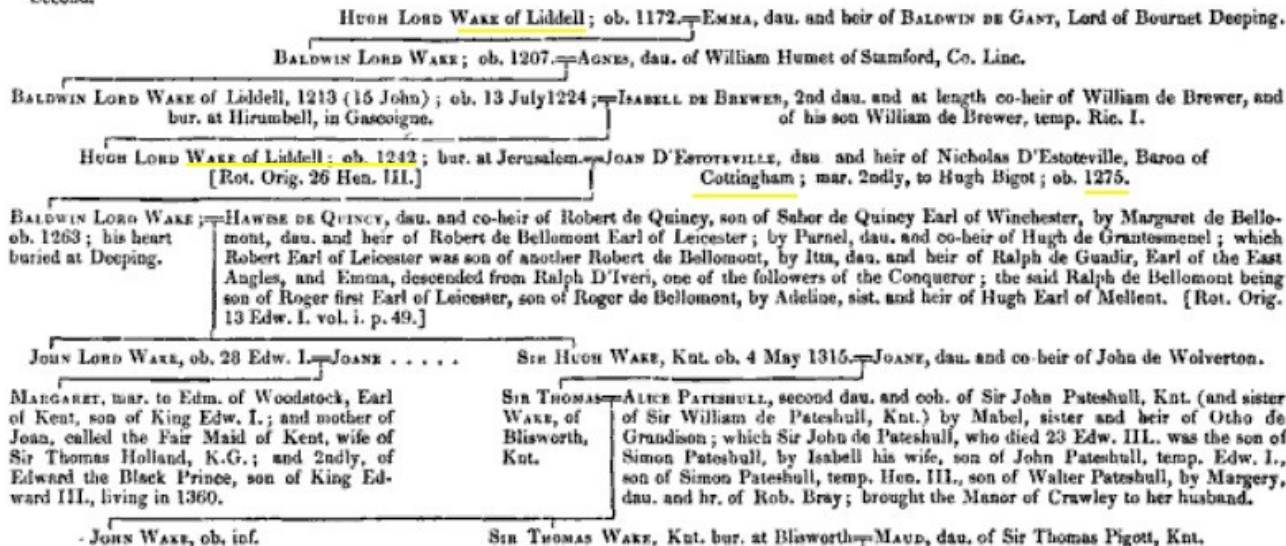 Second.
HUGH LORD WAKE of LIDDELL; ob. 1172.=EMMA, dau. and heir of BALDWIN DE GANT, Lord of Bournet Deeping.
BALDWIN LORD WAKE; ob. 1207.=AGNES, dau. of William Humet of Stamford, Co. Linc.
BALDWIN LORD WAKE of Liddell, 1213 (15 John); ob. 13 July 1224;=ISABELL DE BREWER, 2nd dau. and at length co-heir of William de Brewer, and
bur. at Hirumbell, in Gascoigne. of his son William de Brewer, temp. Ric. I.
HUGH LORD WAKE of LIDDELL: ob. 1242; bur. at Jerusalem.=JOAN D'ESTOTEVILLE, dau. and heir of Nicholas D'Estoteville, Baron of
[Rot. Orig. 26 Hen. III.] Cottingham; mar. 2ndly, to Hugh Bigot; ob. 1275.
BALDWIN LORD WAKE;=HAWISE DE QUINCY, dau. and co-heir of Robert de Quincy, son of Saher de Quincy Earl of Winchester, by Margaret de Bello-
ob. 1263; his heart mont, dau. and heir of Robert de Bellomont Earl of Leicester; by Parnel, dau. and co-heir of Hugh de Grantesmenel; which
buried at Deeping. Robert Earl of Leicester was son of another Robert de Bellomont, by Itta, dau. and heir of Ralph de Guadir, Earl of the East
Angles, and Emma, descended from Ralph D'Iveri, one of the followers of the Conqueror; the said Ralph de Bellomont being
son of Roger first Earl of Leicester, son of Roger de Bellomont, by Adeline, sist. and heir of Hugh Earl of Mellent. [Rot. Orig.
13 Edw. I. vol. i. p. 49.]
JOHN LORD WAKE, ob. 28 Edw. I.=JOANE . . . . . SIR HUGH WAKE, Knt. ob. 4 May 1315.=JOANE, dau. and co heir of John de Wolverton.
MARGARET, mar. to Edm. of Woodstock, Earl
of Kent, son of King Edw. I.; and mother of
Joan, called the Fair Maid of Kent, wife of
Sir Thomas Holland, K.G.; and 2ndly, of
Edward the Black Prince, son of King Ed-
ward III., living in 1360.
SIR THOMAS=
WAKE, of
Blisworth,
Knt.
ALICE PATESHULL, second dau. and coh. of Sir John Pateshull, Knt. (and sister
of Sir William de Pateshull, Knt.) by Mabel, sister and heir of Otho de
Grandison; which Sir John de Pateshull, who died 23 Edw. III. was the son of
Simon Pateshull, by Isabell his wife, son of John Pateshull, temp. Edw. I.,
son of Simon Pateshull, temp. Hen. III., son of Walter Pateshull, by Margery,
dau. and hr. of Rob. Bray; brought the Manor of Crawley to her husband.
JOHN WAKE, ob. inf. SIR THOMAS WAKE, Knt. bur. at Blisworth=MAUD, dau. of Sir Thomas Pigott, Knt.